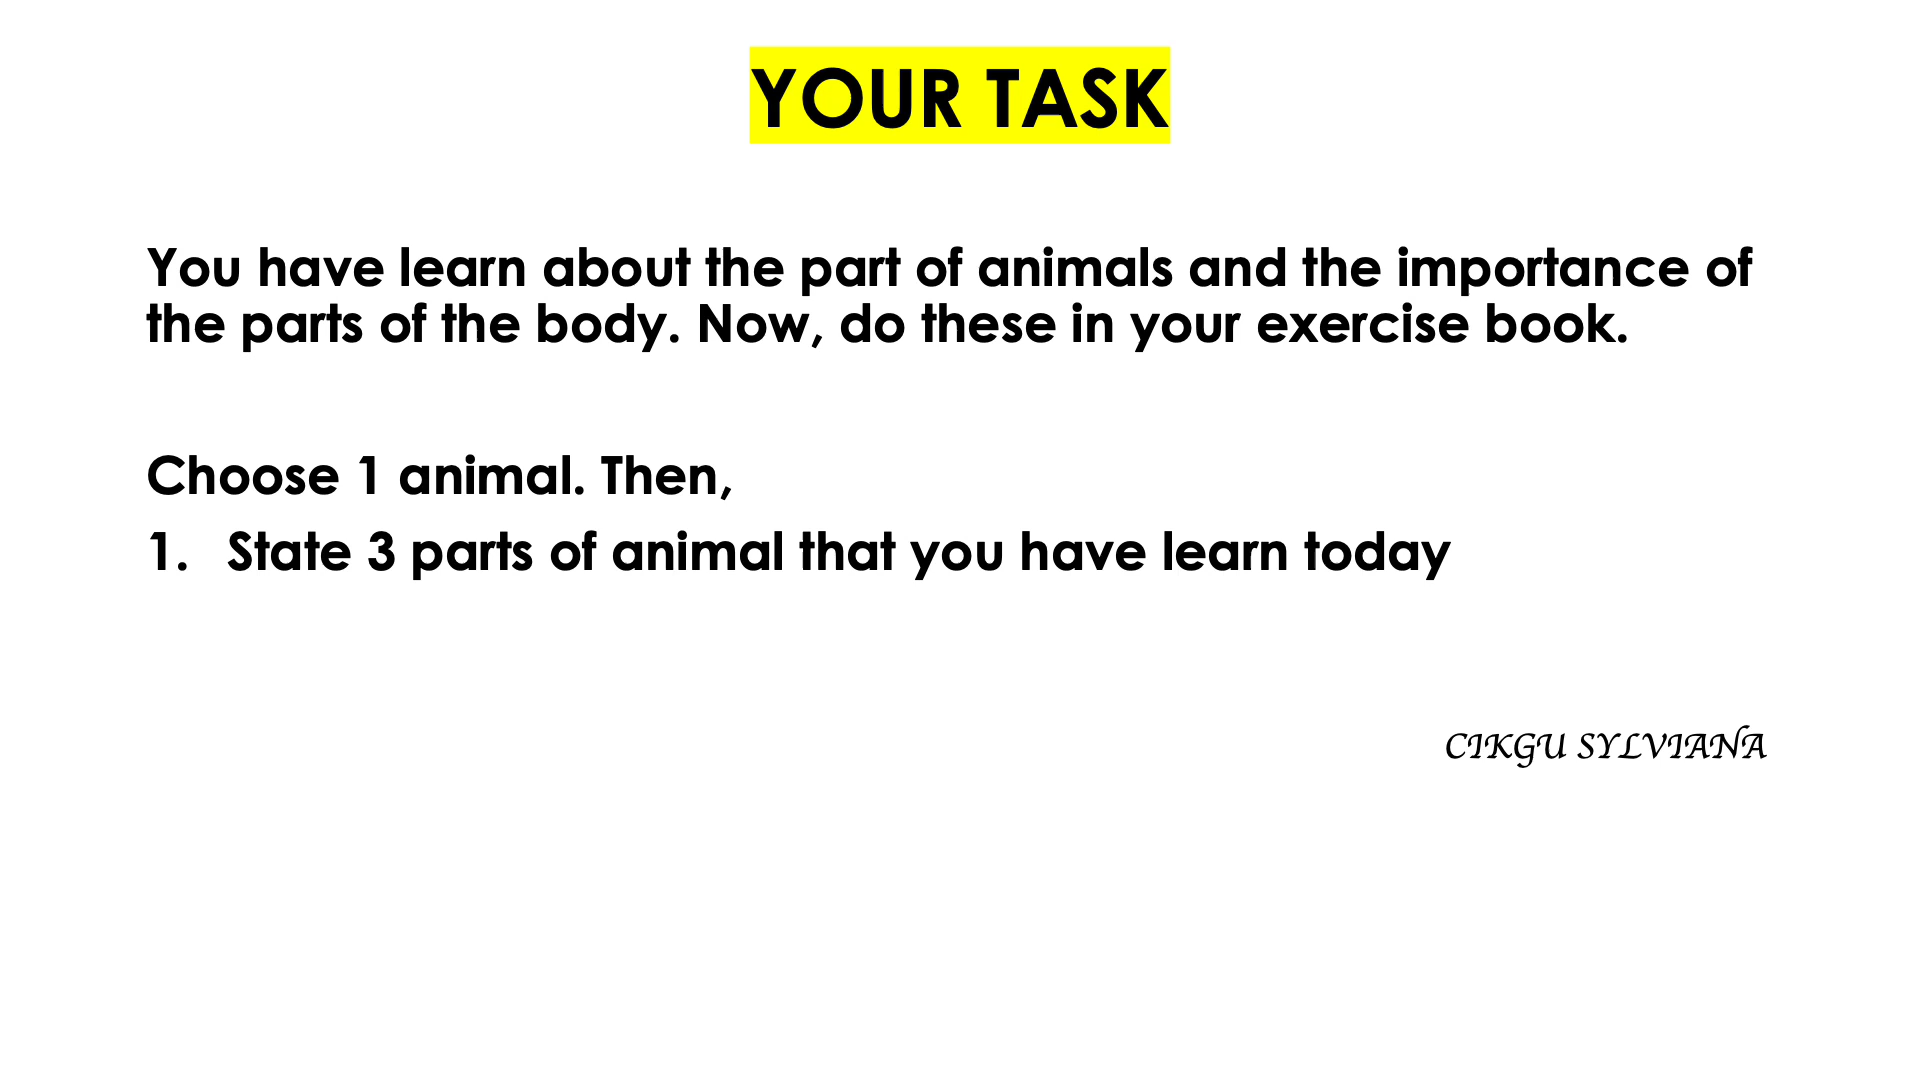 YOUR TASK
You have learn about the part of animals and the importance of
the parts of the body. Now, do these in your exercise book.
Choose 1 animal. Then,
1. State 3 parts of animal that you have learn today
CIKGU SYLVIANA